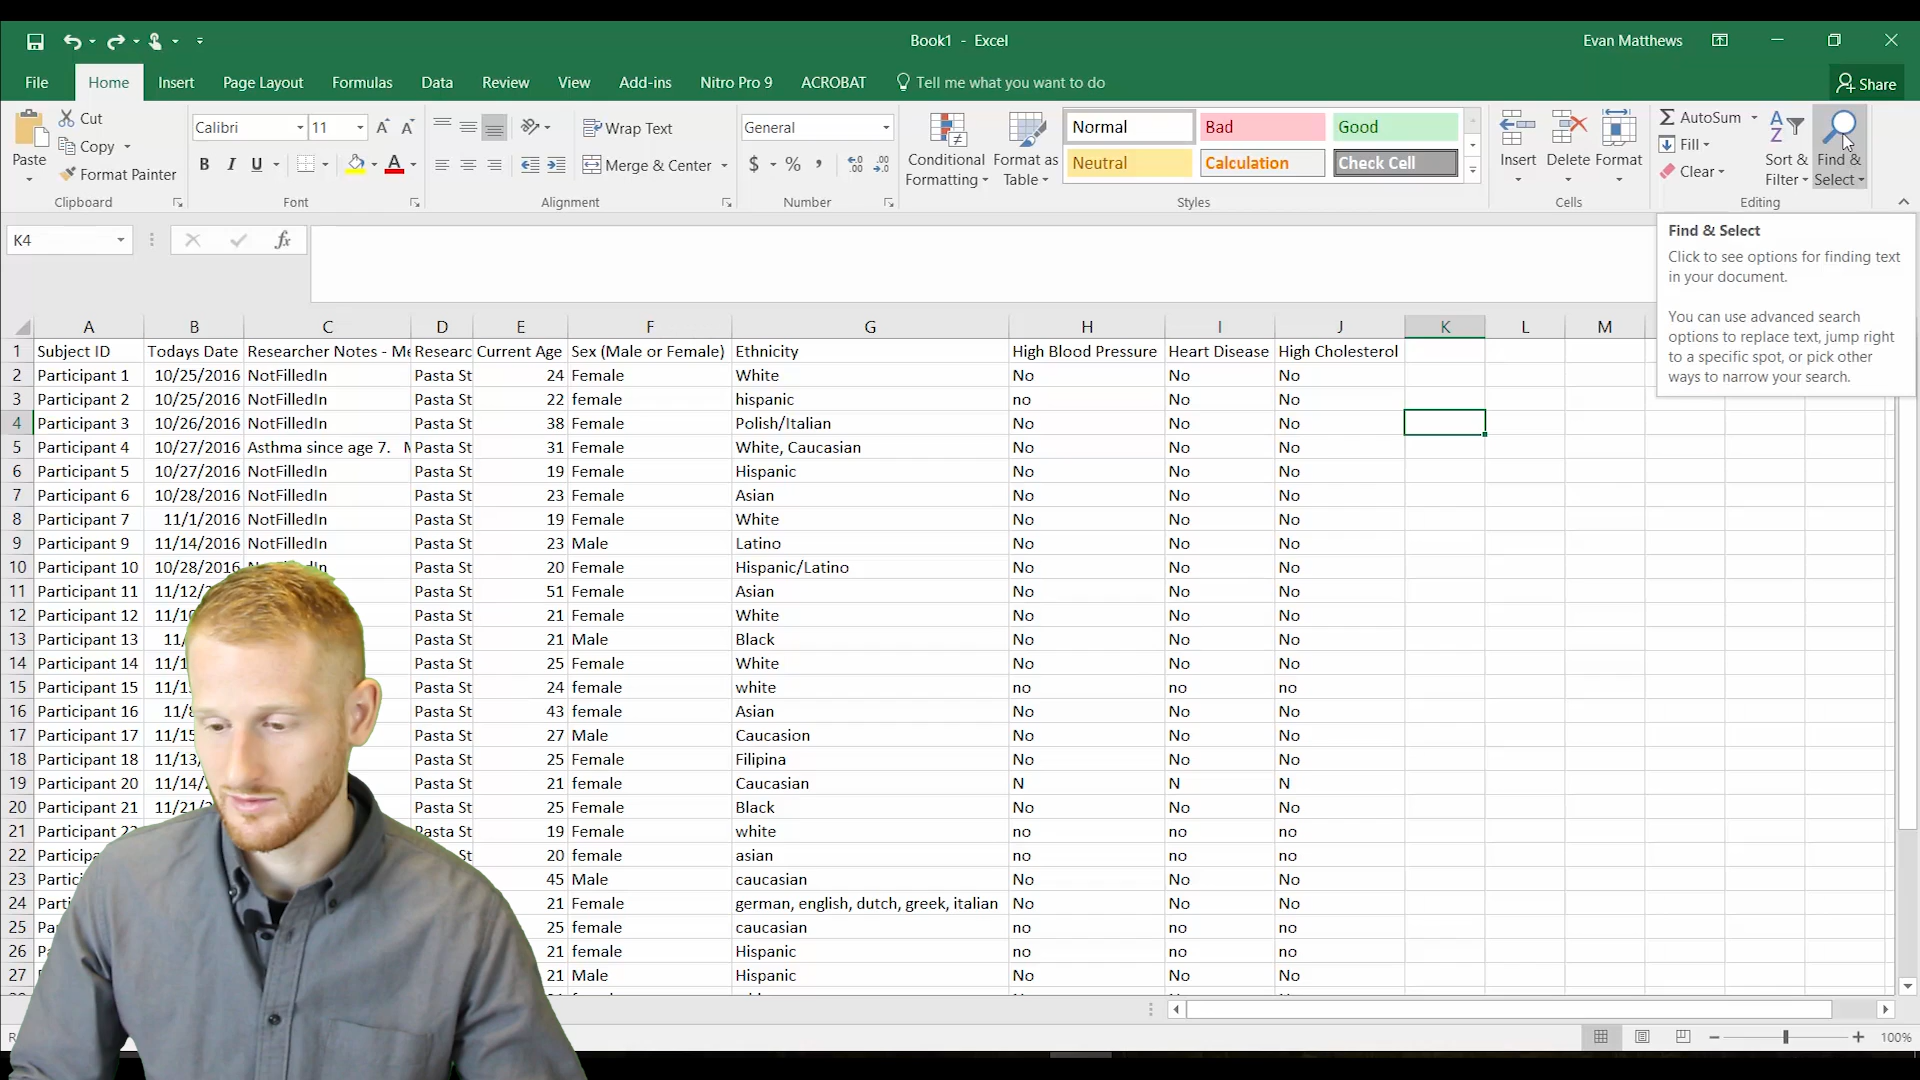 Book1 - Excel
Evan Matthews
File Home Insert Page Layout Formulas Data Review View Add-ins Nitro Pro 9 ACROBAT Tell me what you want to do
Share
Paste
Cut
Copy
Format Painter
Clipboard
Calibri 11
B I U
Font
Wrap Text
Merge & Center
Alignment
General
$ % ,
Number
Conditional Formatting
Format as Table
Normal Bad Good
Neutral Calculation Check Cell
Styles
Insert Delete Format
Cells
AutoSum
Fill
Clear
Sort & Filter
Find & Select
Editing
K4
fx
Find & Select
Click to see options for finding text
in your document.
You can use advanced search
options to replace text, jump right
to a specific spot, or pick other
ways to narrow your search.
A B C D E F G H I J K L M
1 Subject ID Todays Date Researcher Notes - Me Researc Current Age Sex (Male or Female) Ethnicity High Blood Pressure Heart Disease High Cholesterol
2 Participant 1 10/25/2016 NotFilledIn Pasta St 24 Female White No No No
3 Participant 2 10/25/2016 NotFilledIn Pasta St 22 female hispanic no No No
4 Participant 3 10/26/2016 NotFilledIn Pasta St 38 Female Polish/Italian No No No
5 Participant 4 10/27/2016 Asthma since age 7. Pasta St 31 Female White, Caucasian No No No
6 Participant 5 10/27/2016 NotFilledIn Pasta St 19 Female Hispanic No No No
7 Participant 6 10/28/2016 NotFilledIn Pasta St 23 Female Asian No No No
8 Participant 7 11/1/2016 NotFilledIn Pasta St 19 Female White No No No
9 Participant 9 11/14/2016 NotFilledIn Pasta St 23 Male Latino No No No
10 Participant 10 10/28/2016 Pasta St 20 Female Hispanic/Latino No No No
11 Participant 11 11/12/ Pasta St 51 Female Asian No No No
12 Participant 12 Pasta St 21 Female White No No No
13 Participant 13 11/ Pasta St 21 Male Black No No No
14 Participant 14 11/1 Pasta St 25 Female White No No No
15 Participant 15 Pasta St 24 female white no no no
16 Participant 16 11/8 Pasta St 43 female Asian No No No
17 Participant 17 11/15 Pasta St 27 Male Caucasion No No No
18 Participant 18 11/13/ Pasta St 25 Female Filipina No No No
19 Participant 20 11/14/ Pasta St 21 female Caucasian N N N
20 Participant 21 11/21/ Pasta St 25 Female Black No No No
21 Participant Pasta St 19 Female white no no no
22 St 20 female asian no no no
23 St 45 Male caucasian No No No
24 21 Female german, english, dutch, greek, italian No No No
25 25 female caucasian no no no
26 21 female Hispanic no no no
27 21 Male Hispanic No No No
100%